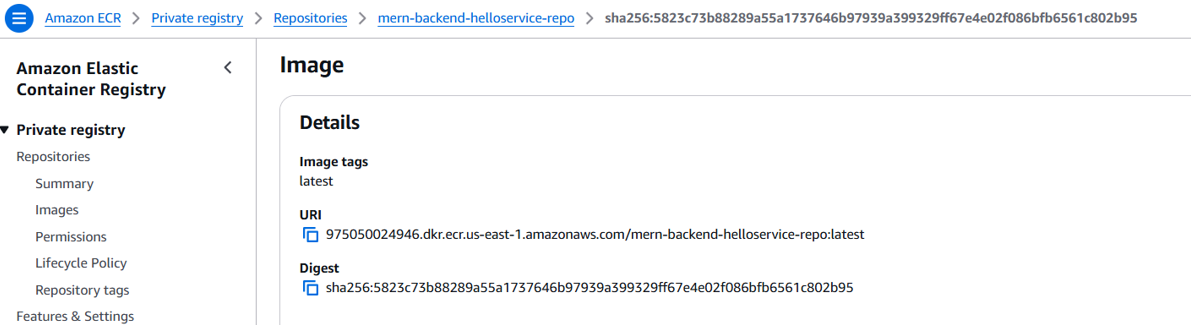 Amazon ECR > Private registry > Repositories > mern-backend-helloservice-repo > sha256:5823c73b88289a55a1737646b97939a399329ff67e4e02f086bfb6561c802b95
Amazon Elastic
Container Registry
Private registry
Repositories
Summary
Images
Permissions
Lifecycle Policy
Repository tags
Features & Settings
Image
Details
Image tags
latest
URI
975050024946.dkr.ecr.us-east-1.amazonaws.com/mern-backend-helloservice-repo:latest
Digest
sha256:5823c73b88289a55a1737646b97939a399329ff67e4e02f086bfb6561c802b95